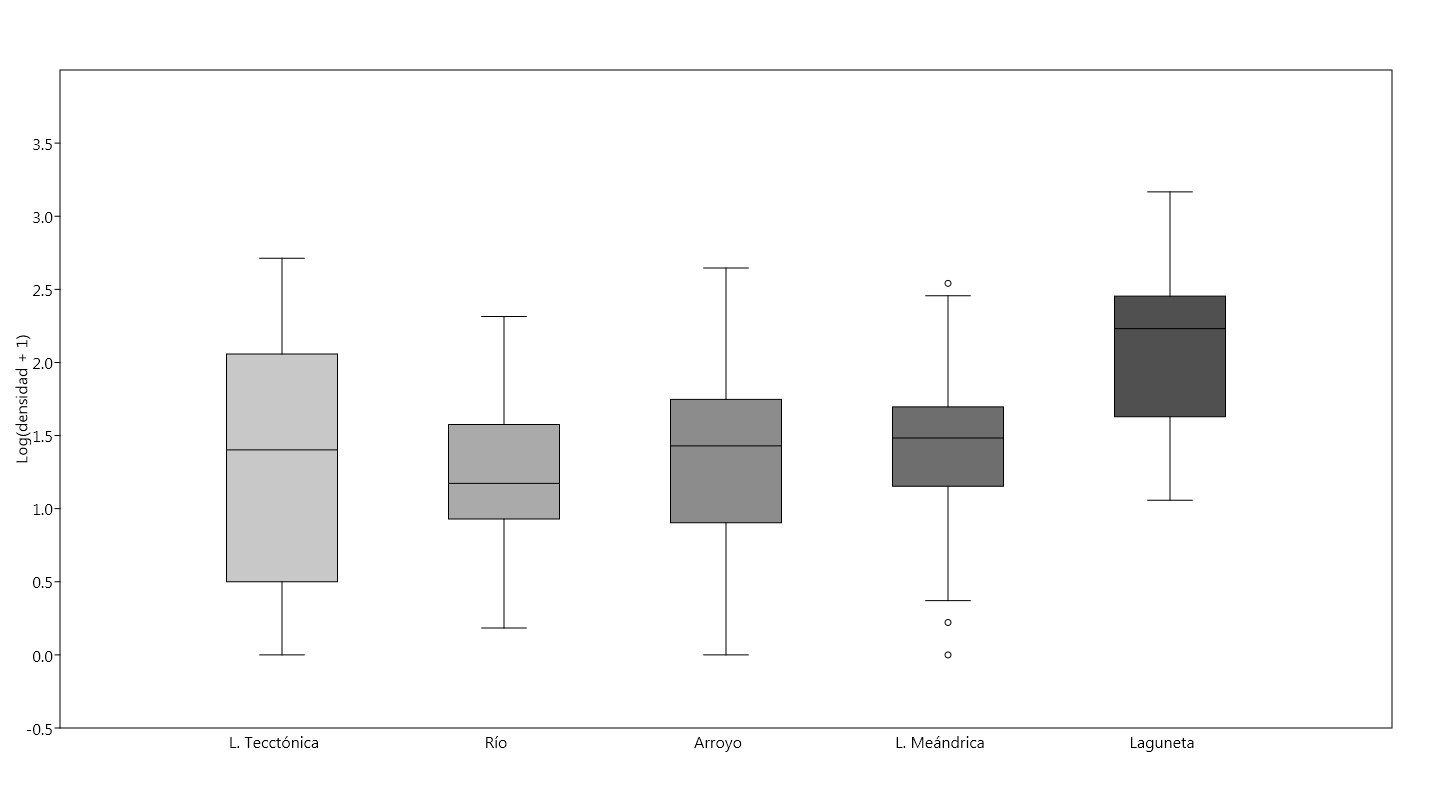 3.5
3.0
2.5
2.0
1.5
1.0
0.5
0.0
-0.5
Log(densidad + 1)
L. Tecctónica
Río
Arroyo
L. Meándrica
Laguneta